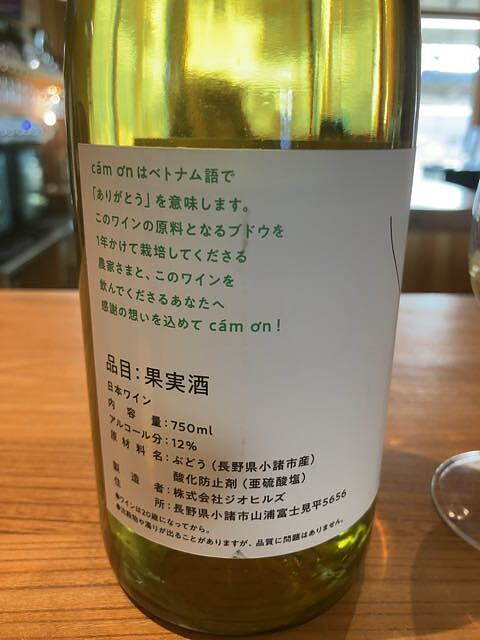 cám ơn はベトナム語で
「ありがとう」を意味します。
このワインの原料となるブドウを
1年かけて栽培してくださる
農家さまと、このワインを
飲んでくださるあなたへ
感謝の想いを込めて cám ơn !
品目：果実酒
日本ワイン
内容量：750ml
アルコール分：12%
原材料名：ぶどう（長野県小諸市産）
酸化防止剤（亜硫酸塩）
製造者：株式会社ジオヒルズ
住所：長野県小諸市山浦富士見平5656
●ワインは20歳になってから。
●沈殿物や濁りが出ることがありますが、品質に問題はありません。